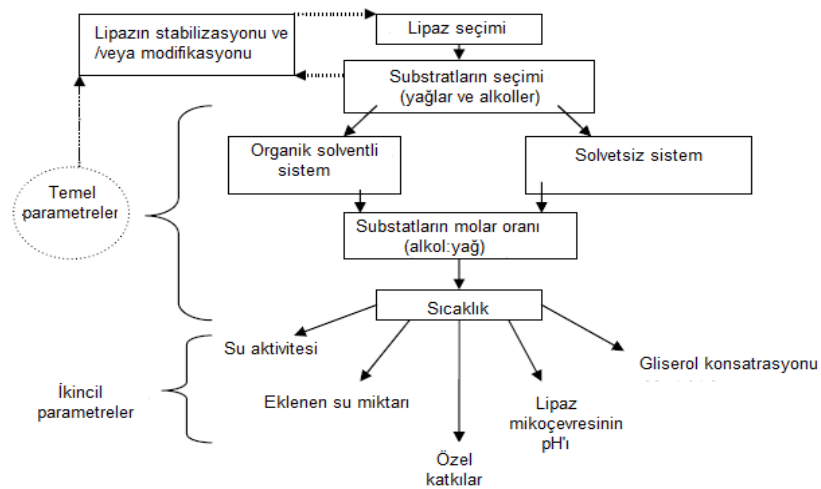 Lipazın stabilizasyonu ve
/veya modifikasyonu
Lipaz seçimi
Substratların seçimi
(yağlar ve alkoller)
Organik solventli
sistem
Solvetsiz sistem
Temel
parametreler
Substatların molar oranı
(alkol:yağ)
Sıcaklık
Su aktivitesi
Gliserol konsatrasyonu
İkincil
parametreler
Eklenen su miktarı
Lipaz
mikoçevresinin
pH'ı
Özel
katkılar